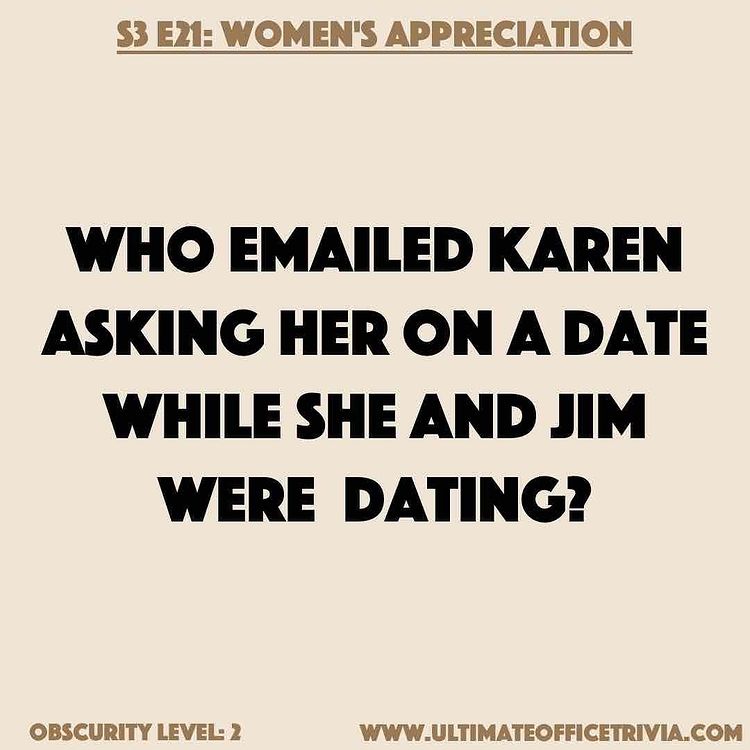 S3 E21: WOMEN'S APPRECIATION
WHO EMAILED KAREN
ASKING HER ON A DATE
WHILE SHE AND JIM
WERE DATING?
OBSCURITY LEVEL: 2
WWW.ULTIMATEOFFICETRIVIA.COM